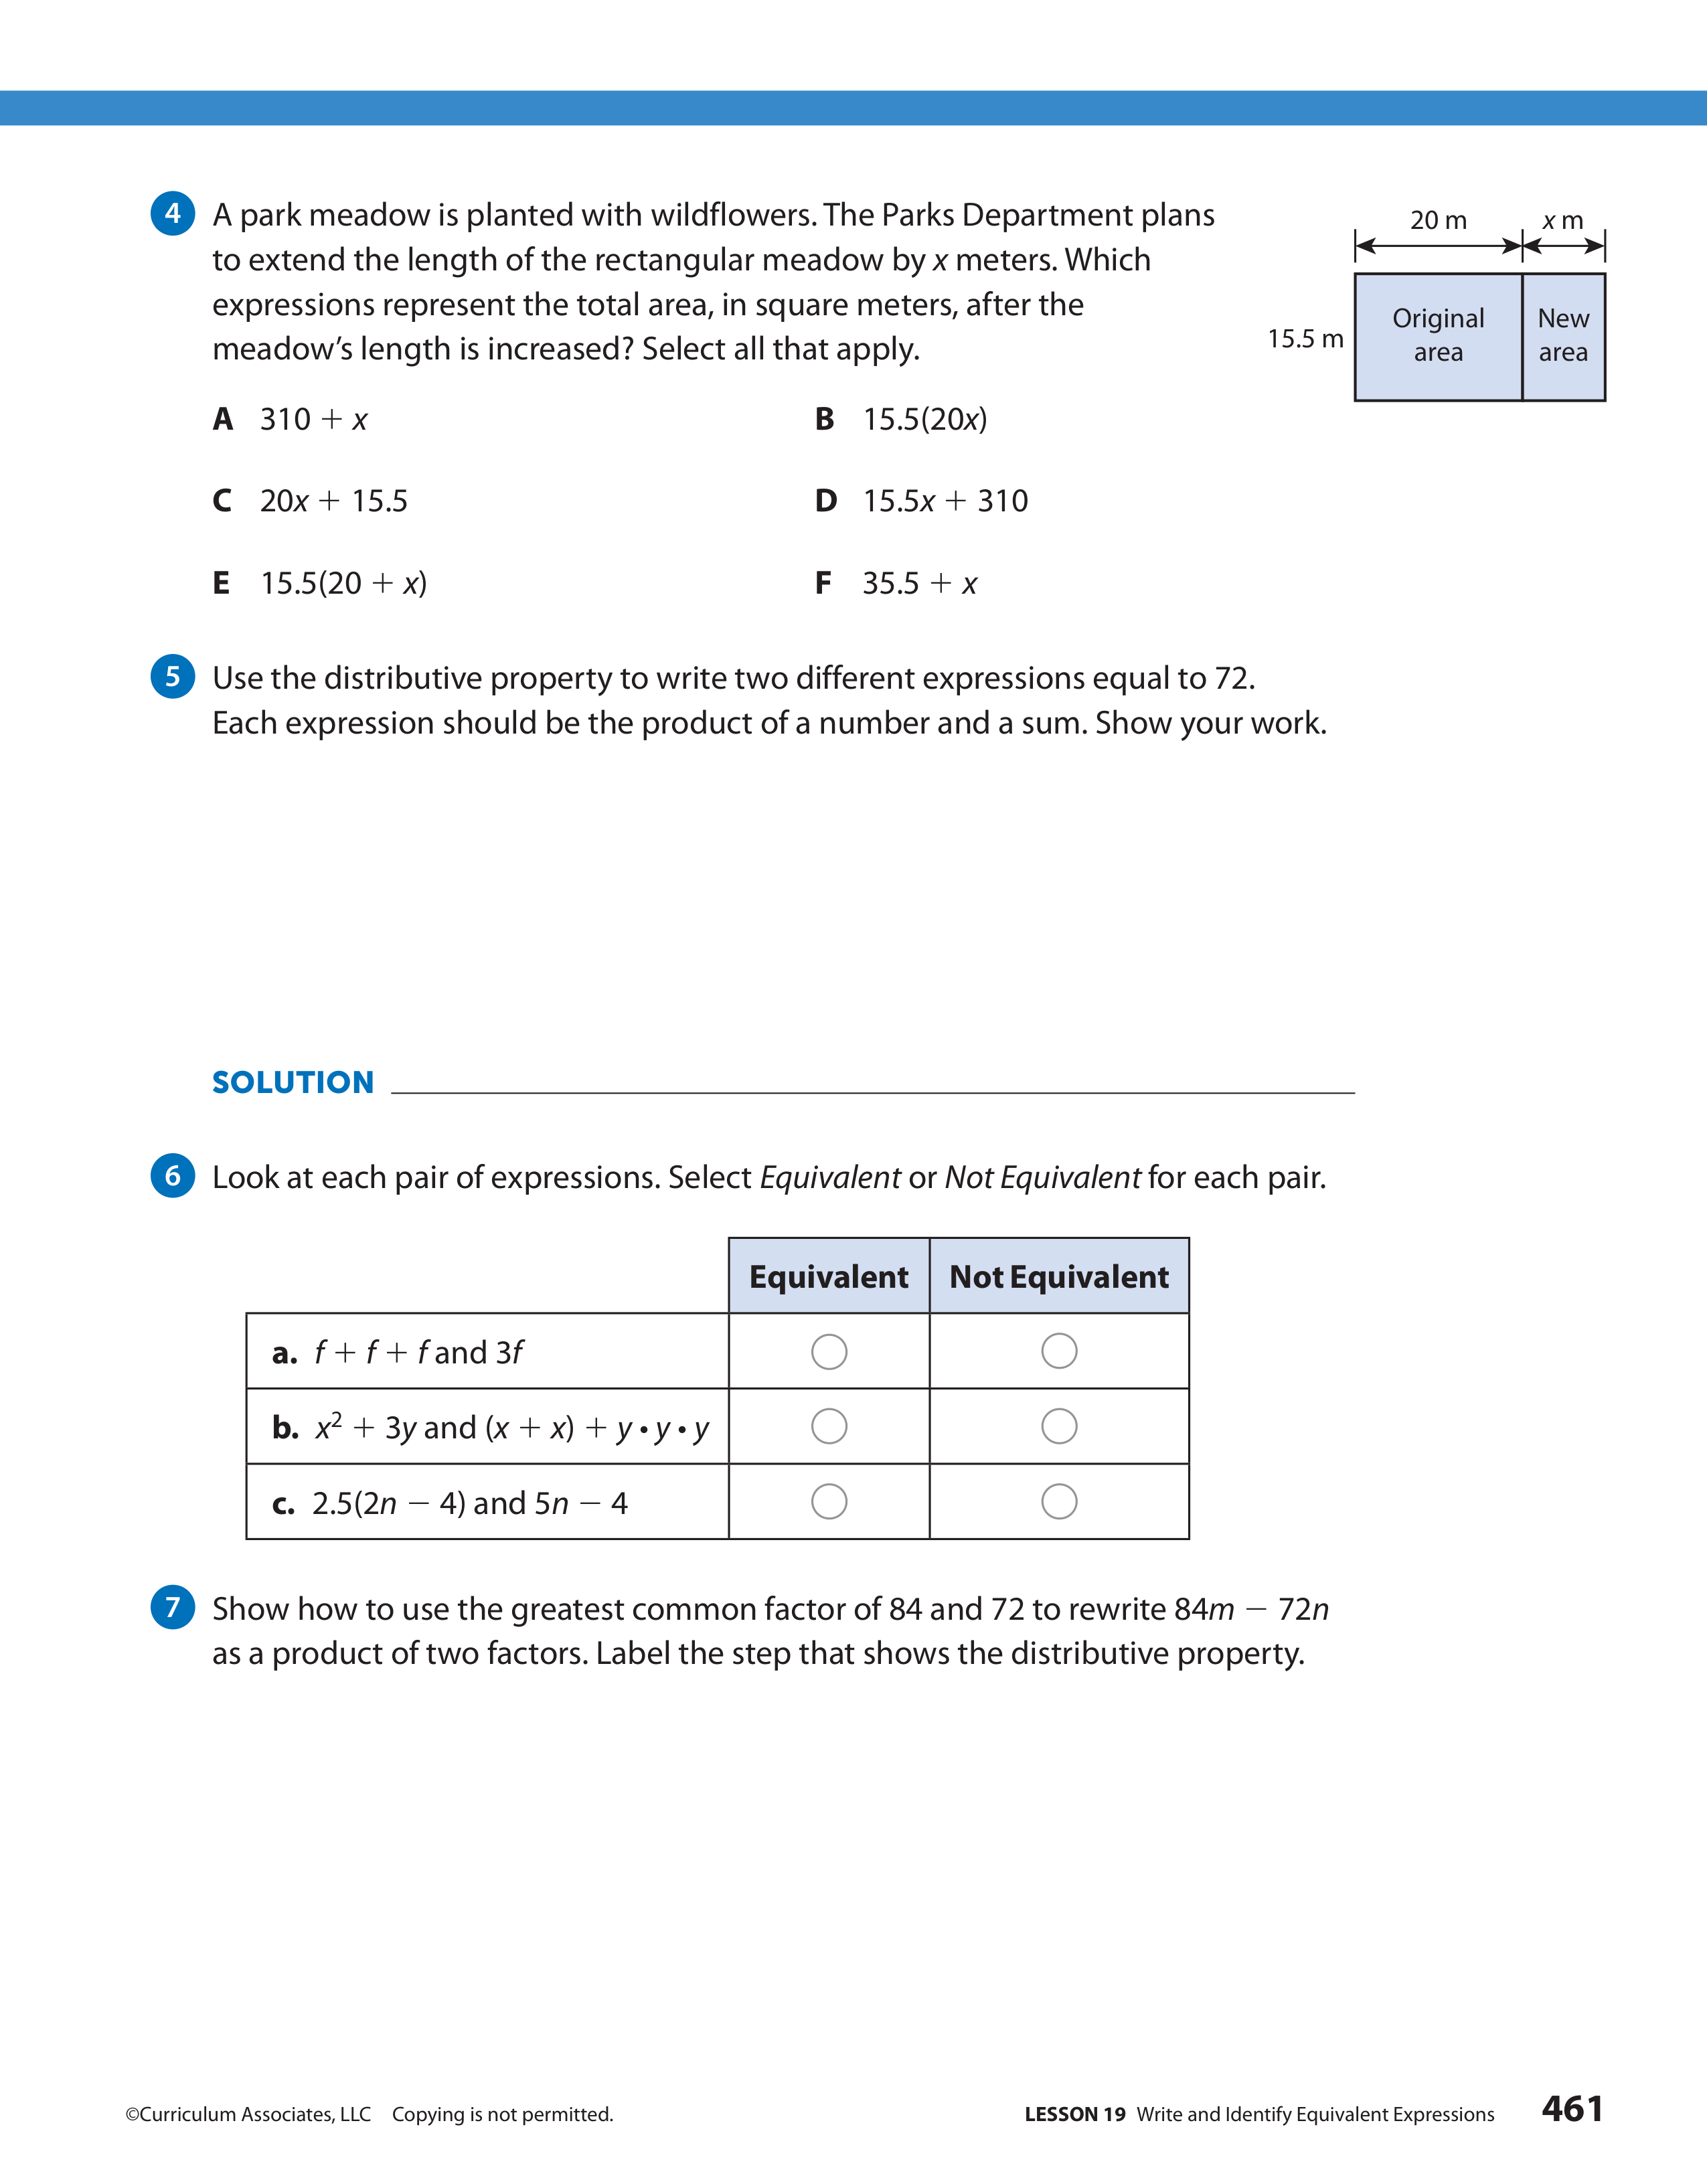 4 A park meadow is planted with wildflowers. The Parks Department plans
to extend the length of the rectangular meadow by x meters. Which
expressions represent the total area, in square meters, after the
meadow’s length is increased? Select all that apply.
20 m x m
15.5 m
Original area
New area
A 310 + x
B 15.5(20x)
C 20x + 15.5
D 15.5x + 310
E 15.5(20 + x)
F 35.5 + x
5 Use the distributive property to write two different expressions equal to 72.
Each expression should be the product of a number and a sum. Show your work.
SOLUTION
6 Look at each pair of expressions. Select Equivalent or Not Equivalent for each pair.
Equivalent Not Equivalent
a. f + f + f and 3f
b. x² + 3y and (x + x) + y • y • y
c. 2.5(2n − 4) and 5n − 4
7 Show how to use the greatest common factor of 84 and 72 to rewrite 84m − 72n
as a product of two factors. Label the step that shows the distributive property.
©Curriculum Associates, LLC Copying is not permitted.
LESSON 19 Write and Identify Equivalent Expressions 461